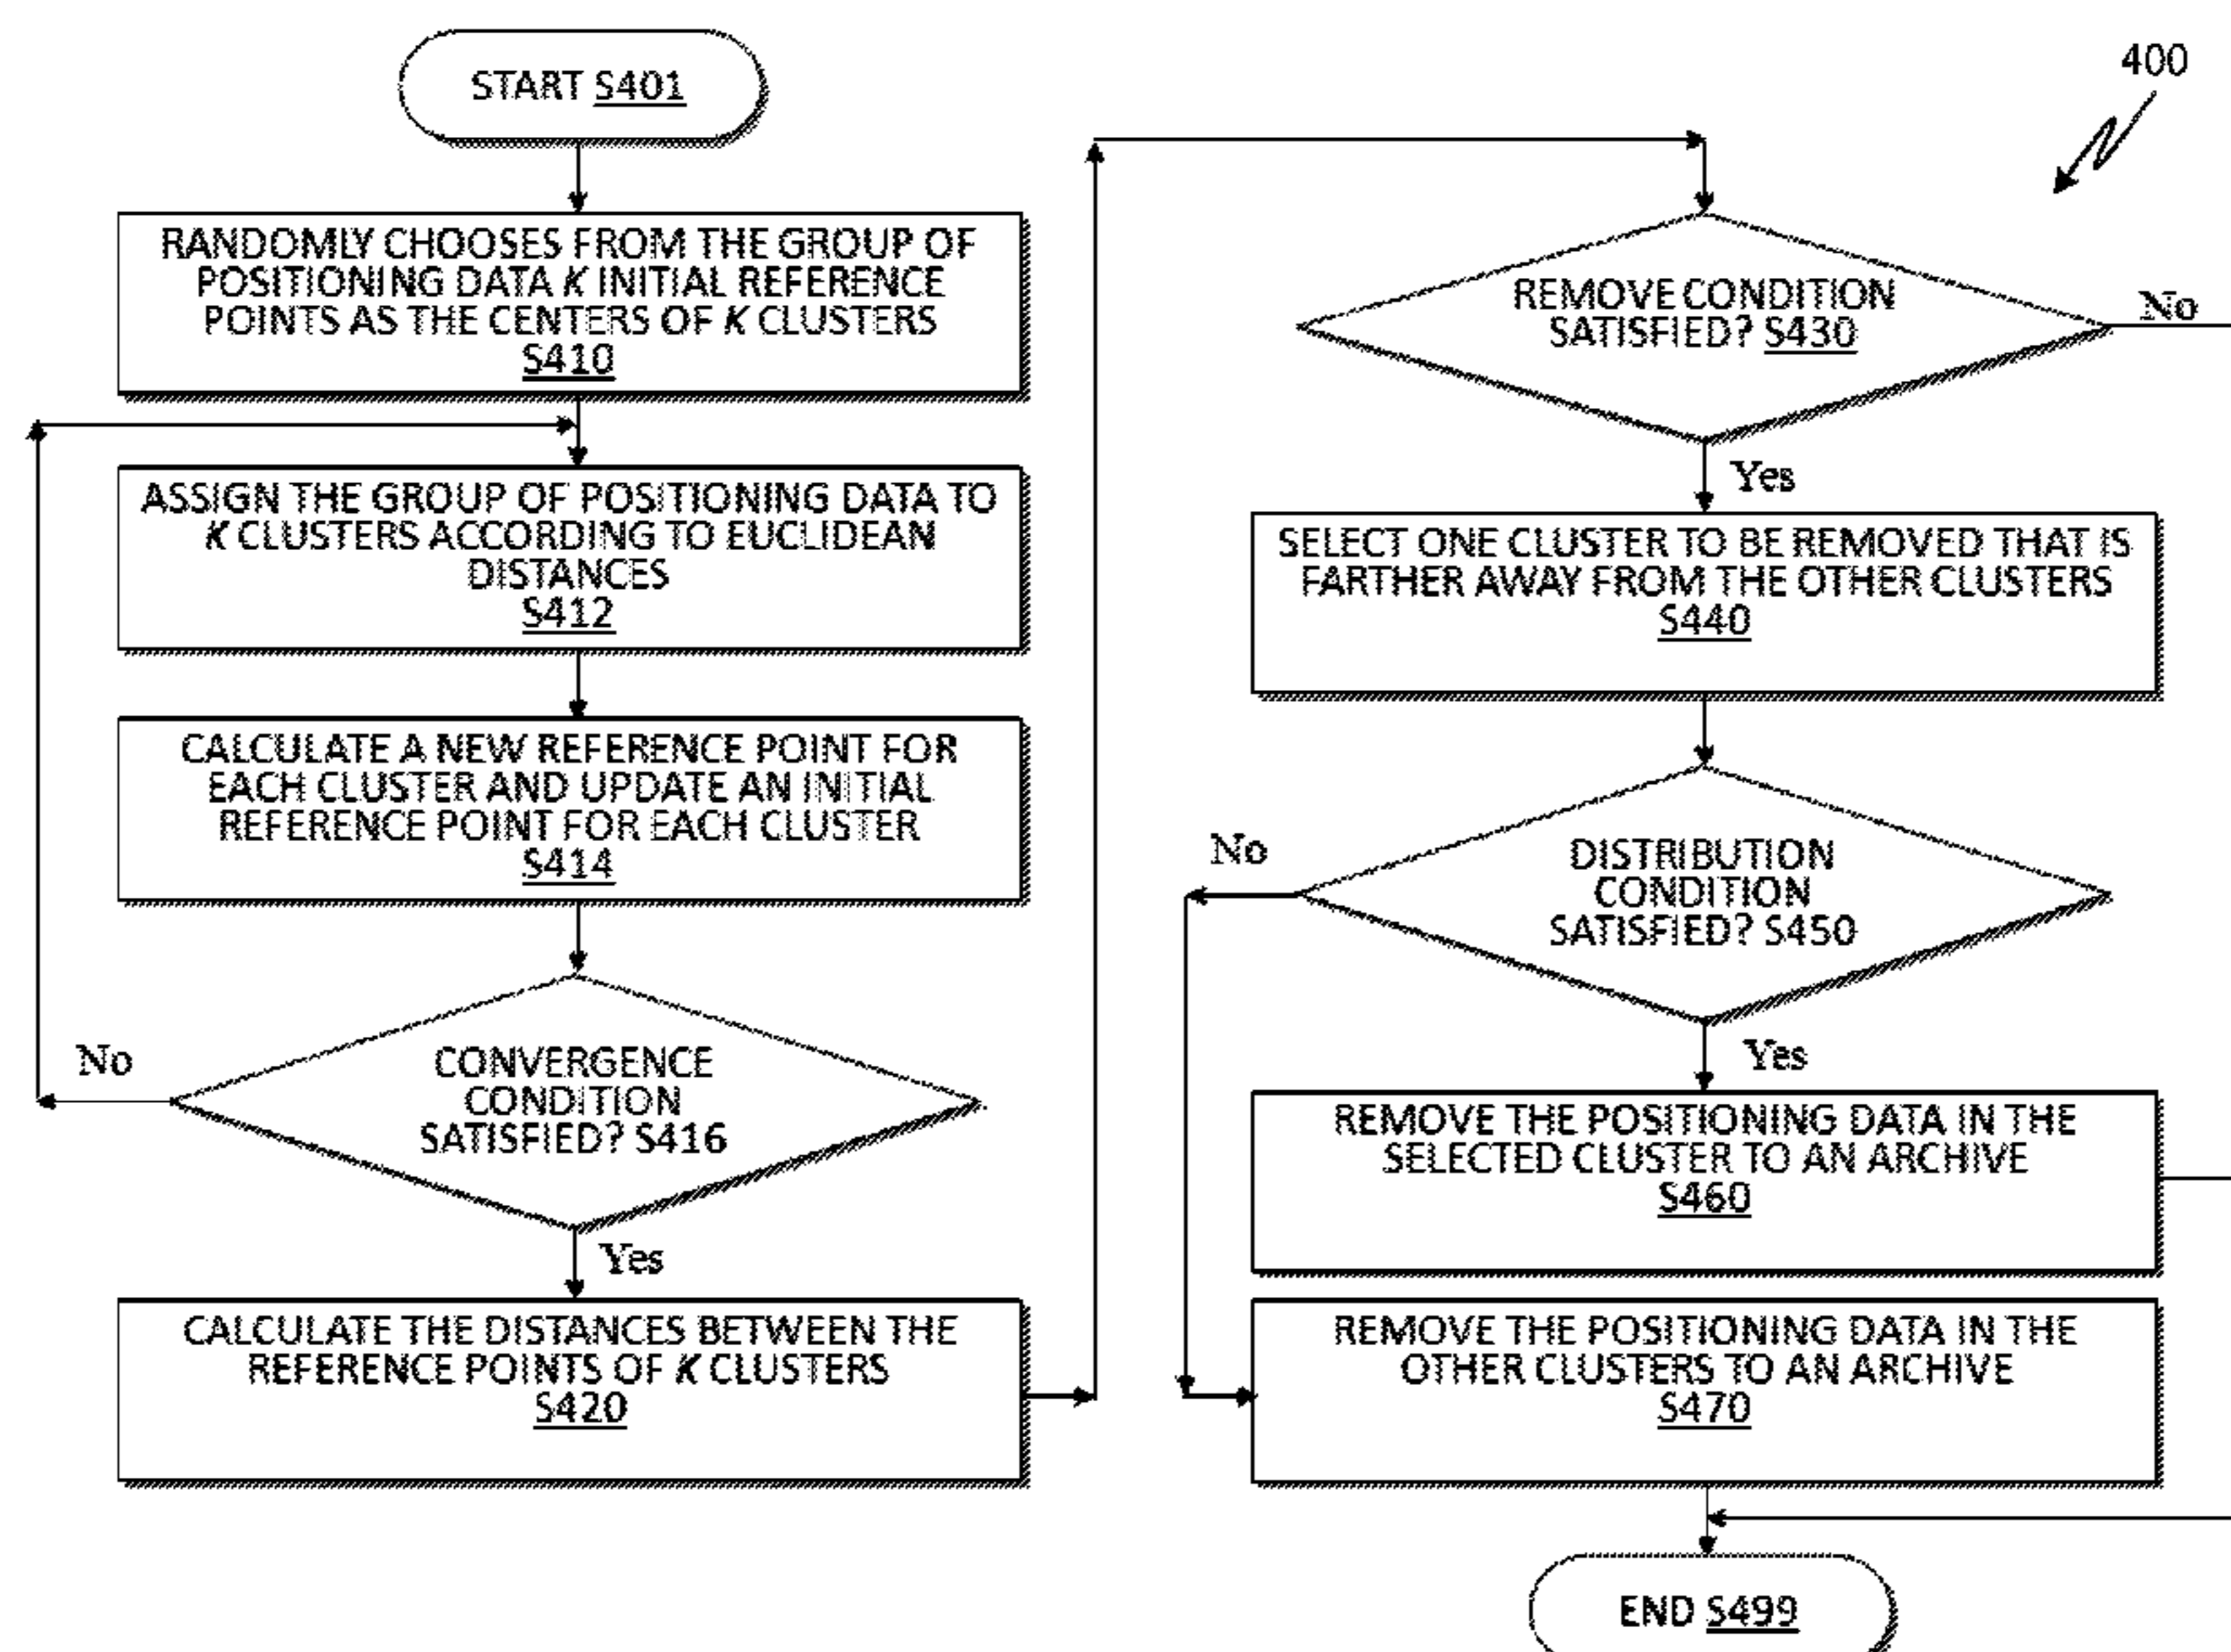 START S401
RANDOMLY CHOOSES FROM THE GROUP OF
POSITIONING DATA K INITIAL REFERENCE
POINTS AS THE CENTERS OF K CLUSTERS
S410
ASSIGN THE GROUP OF POSITIONING DATA TO
K CLUSTERS ACCORDING TO EUCLIDEAN
DISTANCES
S412
CALCULATE A NEW REFERENCE POINT FOR
EACH CLUSTER AND UPDATE AN INITIAL
REFERENCE POINT FOR EACH CLUSTER
S414
No
CONVERGENCE
CONDITION
SATISFIED? S416
Yes
CALCULATE THE DISTANCES BETWEEN THE
REFERENCE POINTS OF K CLUSTERS
S420
400
REMOVE CONDITION
SATISFIED? S430
No
Yes
SELECT ONE CLUSTER TO BE REMOVED THAT IS
FARTHER AWAY FROM THE OTHER CLUSTERS
S440
No
DISTRIBUTION
CONDITION
SATISFIED? S450
Yes
REMOVE THE POSITIONING DATA IN THE
SELECTED CLUSTER TO AN ARCHIVE
S460
REMOVE THE POSITIONING DATA IN THE
OTHER CLUSTERS TO AN ARCHIVE
S470
END S499